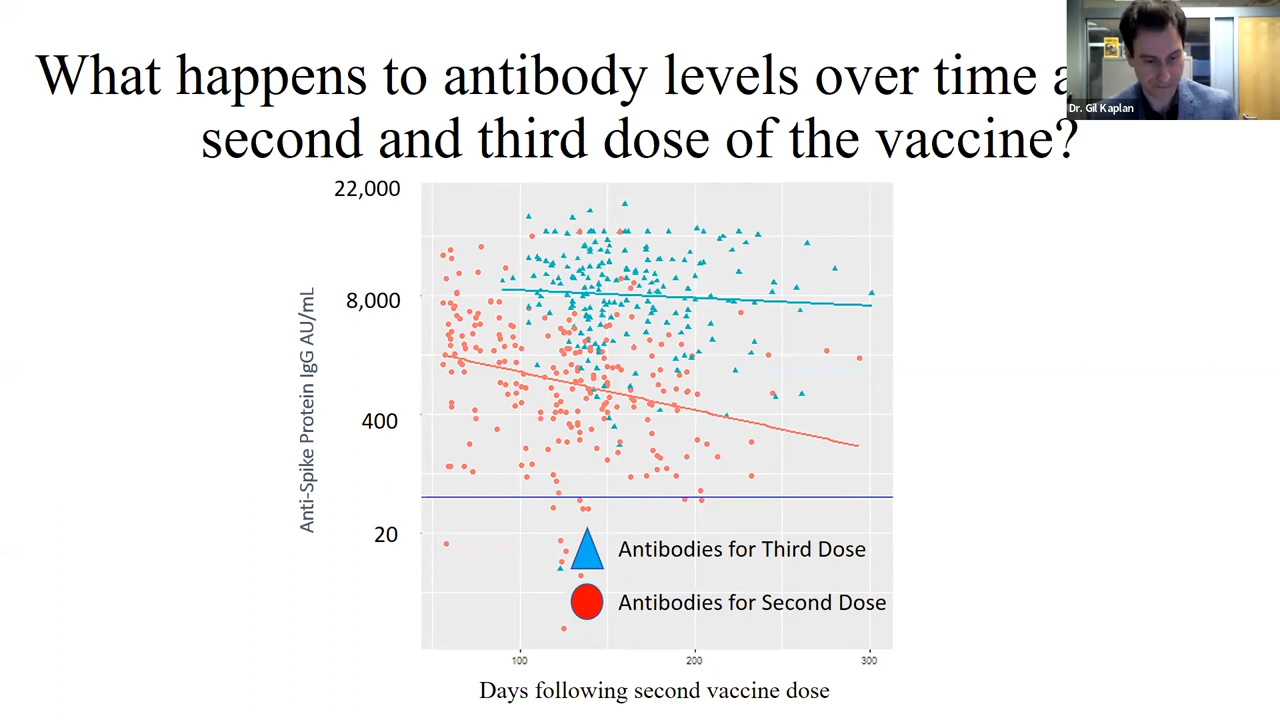 What happens to antibody levels over time a
second and third dose of the vaccine?
Dr. Gil Kaplan
22,000
8,000
400
20
Anti-Spike Protein IgG AU/mL
Antibodies for Third Dose
Antibodies for Second Dose
100
200
300
Days following second vaccine dose